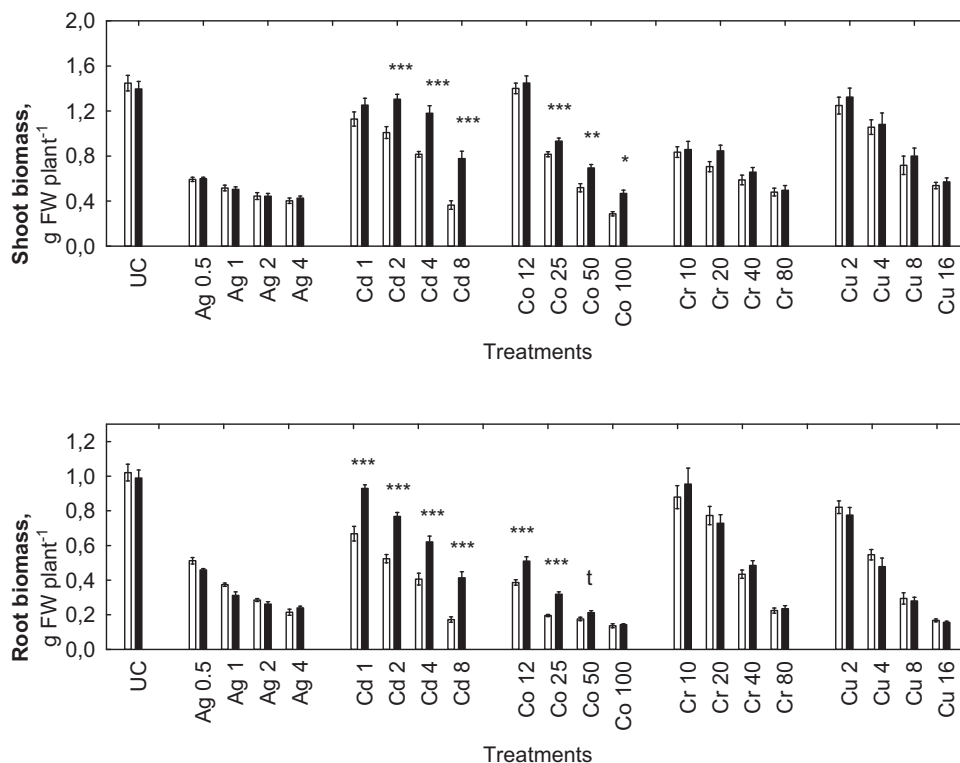 Shoot biomass,
g FW plant⁻¹
2,0
1,6
1,2
0,8
0,4
0,0
*** *** ***
*** ** *
UC
Ag 0.5
Ag 1
Ag 2
Ag 4
Cd 1
Cd 2
Cd 4
Cd 8
Co 12
Co 25
Co 50
Co 100
Cr 10
Cr 20
Cr 40
Cr 80
Cu 2
Cu 4
Cu 8
Cu 16
Treatments
Root biomass,
g FW plant⁻¹
1,2
1,0
0,8
0,6
0,4
0,2
0,0
*** *** *** ***
*** *** t
UC
Ag 0.5
Ag 1
Ag 2
Ag 4
Cd 1
Cd 2
Cd 4
Cd 8
Co 12
Co 25
Co 50
Co 100
Cr 10
Cr 20
Cr 40
Cr 80
Cu 2
Cu 4
Cu 8
Cu 16
Treatments